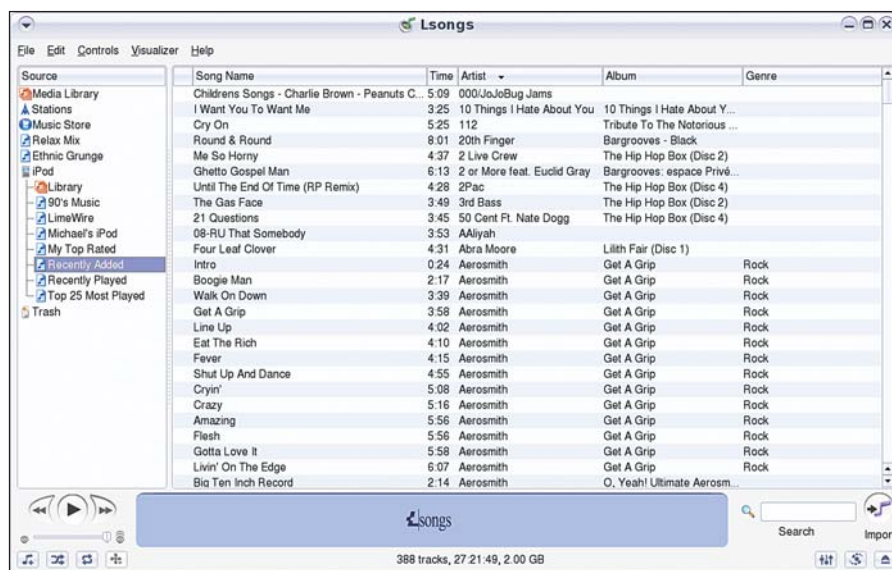 Lsongs
File Edit Controls Visualizer Help
Source
Media Library
Stations
Music Store
Relax Mix
Ethnic Grunge
iPod
Library
90's Music
LimeWire
Michael's iPod
My Top Rated
Recently Added
Recently Played
Top 25 Most Played
Trash
Song Name Time Artist Album Genre
Childrens Songs - Charlie Brown - Peanuts C... 5:09 000/JoJoBug Jams
I Want You To Want Me 3:25 10 Things I Hate About You 10 Things I Hate About Y...
Cry On 5:25 112 Tribute To The Notorious ...
Round & Round 8:01 20th Finger Bargrooves - Black
Me So Horny 4:37 2 Live Crew The Hip Hop Box (Disc 2)
Ghetto Gospel Man 6:13 2 or More feat. Euclid Gray Bargrooves: espace Privé...
Until The End Of Time (RP Remix) 4:28 2Pac The Hip Hop Box (Disc 4)
The Gas Face 3:49 3rd Bass The Hip Hop Box (Disc 2)
21 Questions 3:45 50 Cent Ft. Nate Dogg The Hip Hop Box (Disc 4)
08-RU That Somebody 3:53 AAliyah
Four Leaf Clover 4:31 Abra Moore Lilith Fair (Disc 1)
Intro 0:24 Aerosmith Get A Grip Rock
Boogie Man 2:17 Aerosmith Get A Grip Rock
Walk On Down 3:39 Aerosmith Get A Grip Rock
Get A Grip 3:58 Aerosmith Get A Grip Rock
Line Up 4:02 Aerosmith Get A Grip Rock
Eat The Rich 4:10 Aerosmith Get A Grip Rock
Fever 4:15 Aerosmith Get A Grip Rock
Shut Up And Dance 4:55 Aerosmith Get A Grip Rock
Cryin' 5:08 Aerosmith Get A Grip Rock
Crazy 5:16 Aerosmith Get A Grip Rock
Amazing 5:56 Aerosmith Get A Grip Rock
Flesh 5:56 Aerosmith Get A Grip Rock
Gotta Love It 5:58 Aerosmith Get A Grip Rock
Livin' On The Edge 6:07 Aerosmith Get A Grip Rock
Big Ten Inch Record 2:14 Aerosmith O, Yeah! Ultimate Aerosm...
Lsongs
Search
Impor
388 tracks, 27:21:49, 2.00 GB